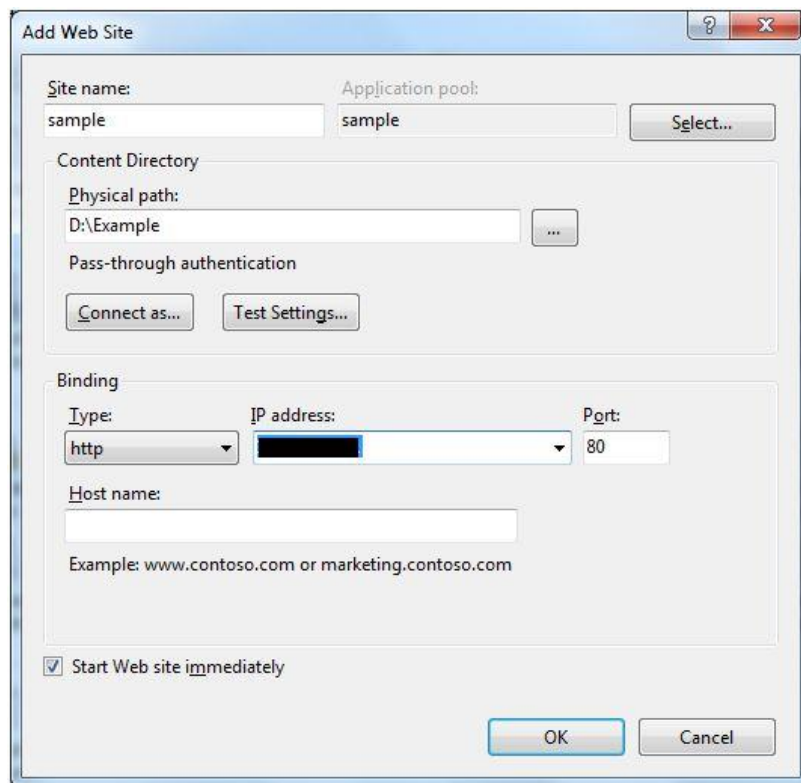 Add Web Site
Site name:
Application pool:
sample
sample
Select...
Content Directory
Physical path:
D:\Example
...
Pass-through authentication
Connect as...
Test Settings...
Binding
Type:
IP address:
Port:
http
80
Host name:
Example: www.contoso.com or marketing.contoso.com
Start Web site immediately
OK
Cancel